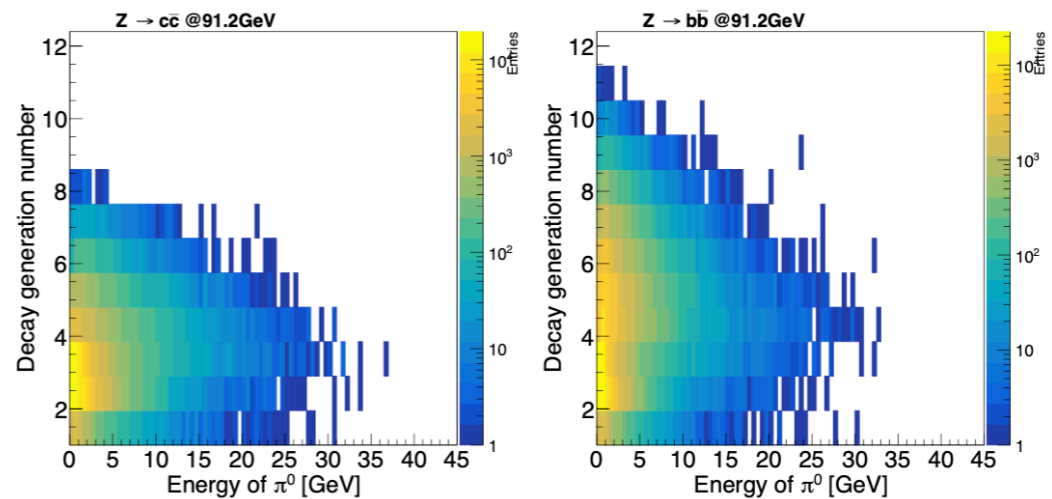 Z → cc̄ @91.2GeV
Decay generation number
12
10
8
6
4
2
0 5 10 15 20 25 30 35 40 45
Energy of π⁰ [GeV]
Entries
10⁴
10³
10²
10
1
Z → bb̄ @91.2GeV
Decay generation number
12
10
8
6
4
2
0 5 10 15 20 25 30 35 40 45
Energy of π⁰ [GeV]
Entries
10⁴
10³
10²
10
1